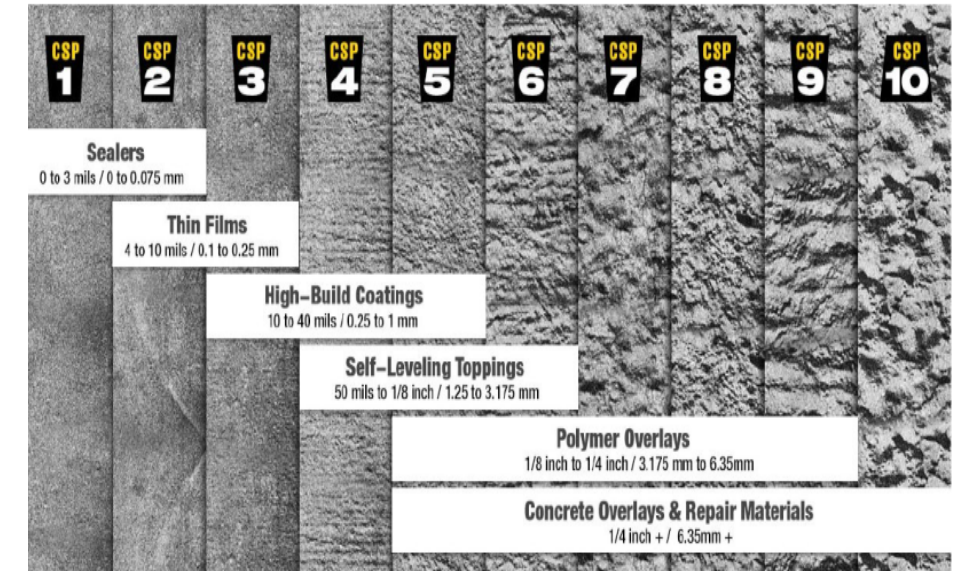 CSP CSP CSP CSP CSP CSP CSP CSP CSP CSP
1 2 3 4 5 6 7 8 9 10
Sealers
0 to 3 mils / 0 to 0.075 mm
Thin Films
4 to 10 mils / 0.1 to 0.25 mm
High-Build Coatings
10 to 40 mils / 0.25 to 1 mm
Self-Leveling Toppings
50 mils to 1/8 inch / 1.25 to 3.175 mm
Polymer Overlays
1/8 inch to 1/4 inch / 3.175 mm to 6.35mm
Concrete Overlays & Repair Materials
1/4 inch + / 6.35mm +